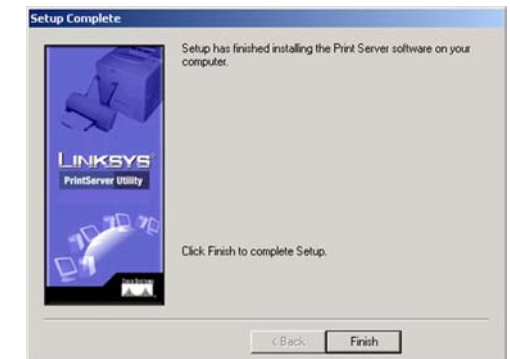 Setup Complete
Setup has finished installing the Print Server software on your
computer.
LINKSYS
PrintServer Utility
Click Finish to complete Setup.
< Back
Finish